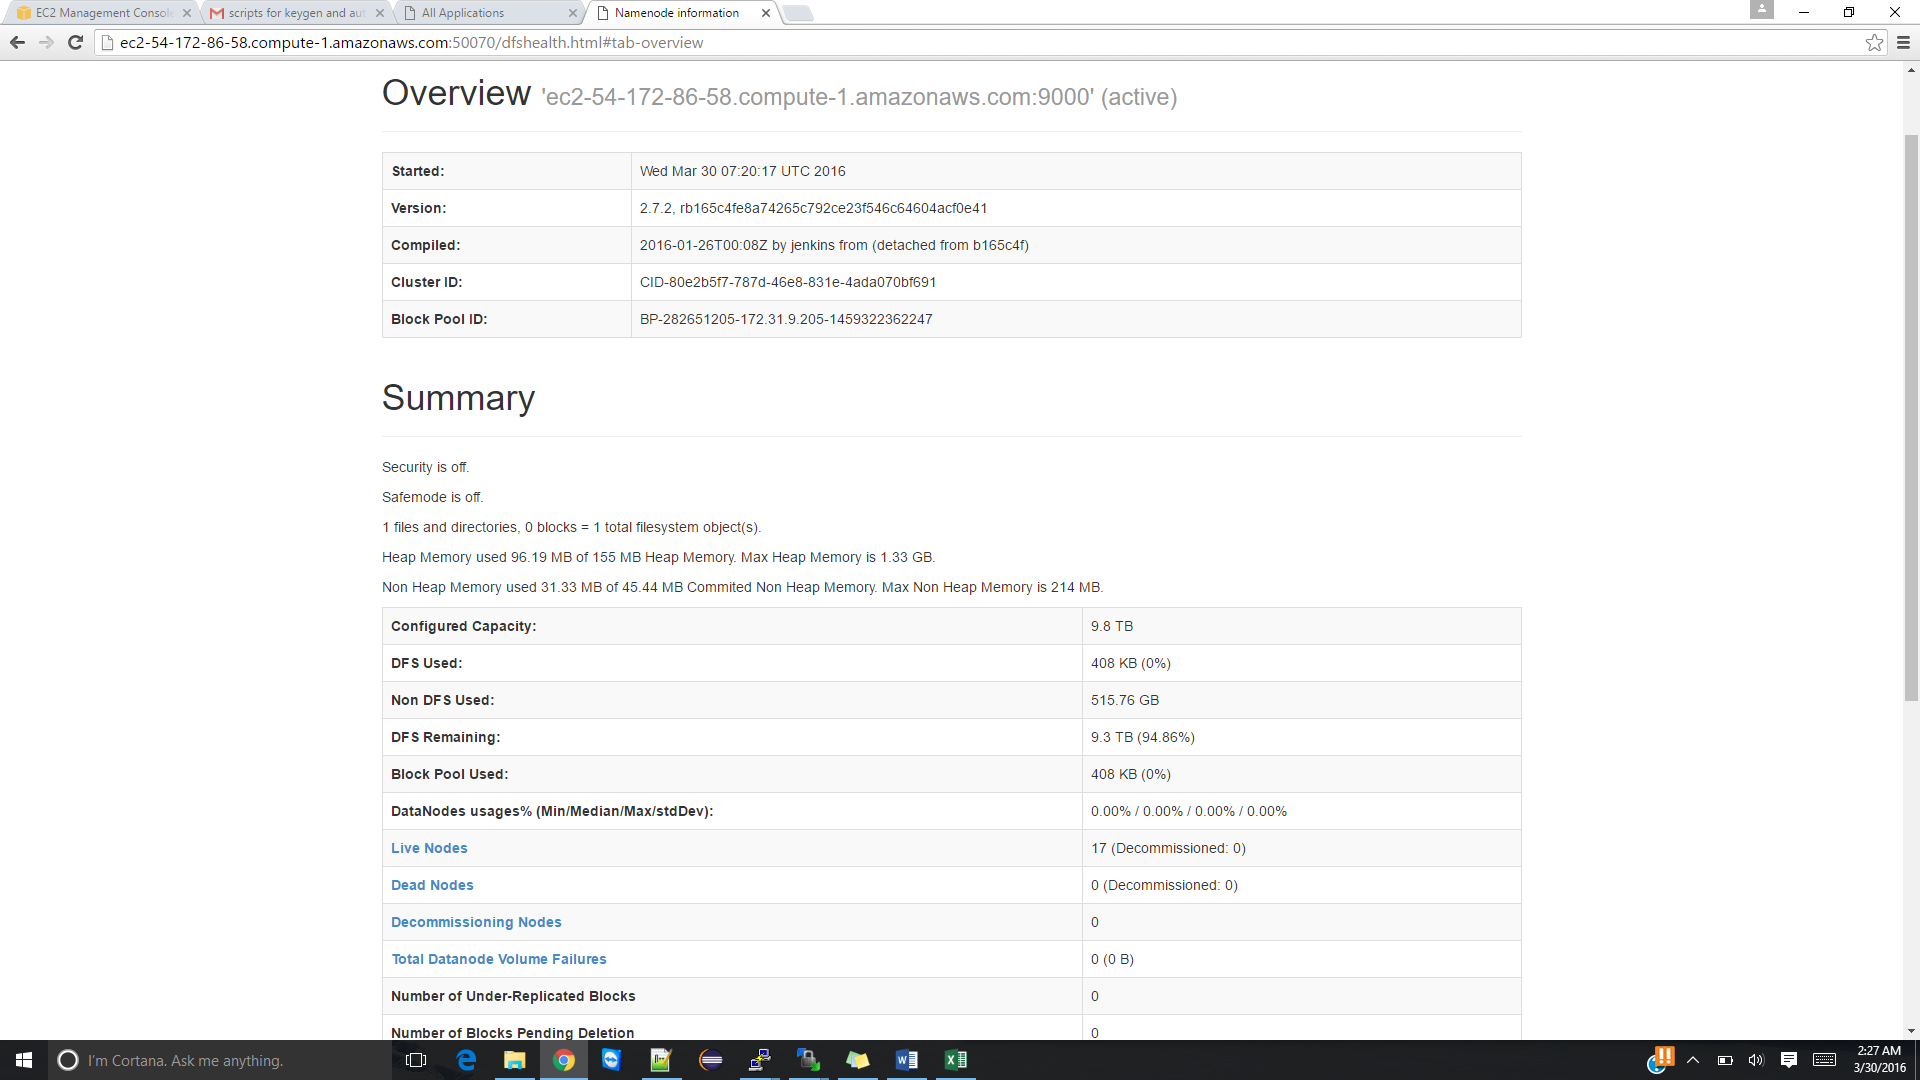 EC2 Management Consol
scripts for keygen and aut
All Applications
Namenode information
ec2-54-172-86-58.compute-1.amazonaws.com:50070/dfshealth.html#tab-overview
Overview 'ec2-54-172-86-58.compute-1.amazonaws.com:9000' (active)
Started: Wed Mar 30 07:20:17 UTC 2016
Version: 2.7.2, rb165c4fe8a74265c792ce23f546c64604acf0e41
Compiled: 2016-01-26T00:08Z by jenkins from (detached from b165c4f)
Cluster ID: CID-80e2b5f7-787d-46e8-831e-4ada070bf691
Block Pool ID: BP-282651205-172.31.9.205-1459322362247
Summary
Security is off.
Safemode is off.
1 files and directories, 0 blocks = 1 total filesystem object(s).
Heap Memory used 96.19 MB of 155 MB Heap Memory. Max Heap Memory is 1.33 GB.
Non Heap Memory used 31.33 MB of 45.44 MB Commited Non Heap Memory. Max Non Heap Memory is 214 MB.
Configured Capacity: 9.8 TB
DFS Used: 408 KB (0%)
Non DFS Used: 515.76 GB
DFS Remaining: 9.3 TB (94.86%)
Block Pool Used: 408 KB (0%)
DataNodes usages% (Min/Median/Max/stdDev): 0.00% / 0.00% / 0.00% / 0.00%
Live Nodes 17 (Decommissioned: 0)
Dead Nodes 0 (Decommissioned: 0)
Decommissioning Nodes 0
Total Datanode Volume Failures 0 (0 B)
Number of Under-Replicated Blocks 0
Number of Blocks Pending Deletion 0
I'm Cortana. Ask me anything.
2:27 AM
3/30/2016